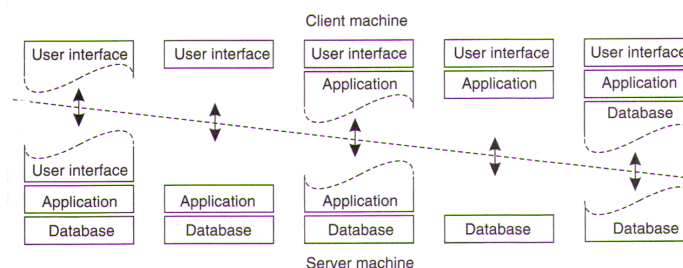 Client machine
User interface
User interface
User interface
User interface
User interface
Application
Application
Application
Database
User interface
Application
Application
Application
Database
Database
Database
Database
Database
Server machine